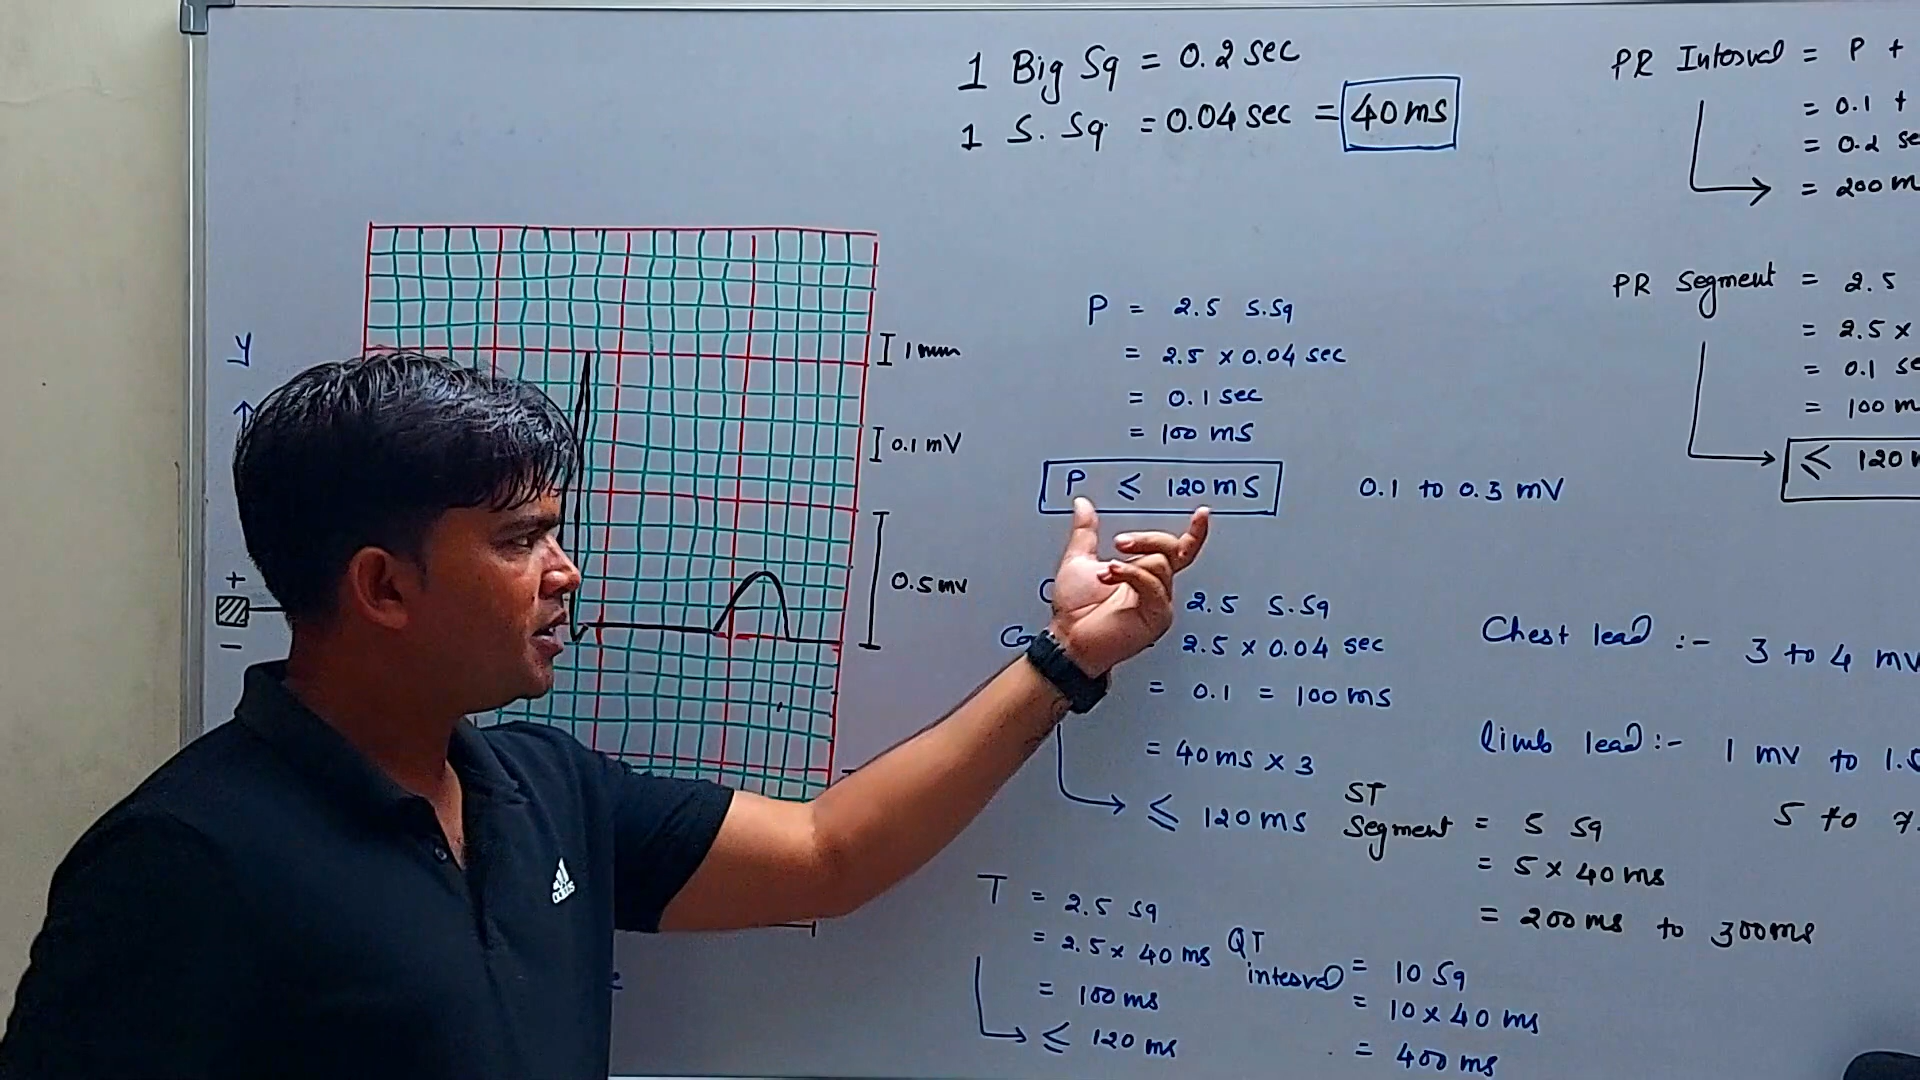 1 Big Sq = 0.2 sec
1 S. Sq = 0.04 sec = 40 ms
PR Interval = P +
= 0.1 +
= 0.2 se
= 200 m
y
1 mm
0.1 mV
0.5 mv
+
−
P = 2.5 S.Sq
= 2.5 × 0.04 sec
= 0.1 sec
= 100 ms
P ≤ 120 ms
0.1 to 0.3 mV
PR Segment = 2.5
= 2.5 ×
= 0.1 se
= 100 m
≤ 120 m
2.5 S.Sq
2.5 × 0.04 sec
= 0.1 = 100 ms
= 40 ms × 3
≤ 120 ms
Chest lead :- 3 to 4 mv
limb lead :- 1 mv to 1.5
5 to 7.
ST
Segment = 5 Sq
= 5 × 40 ms
= 200 ms to 300 ms
T = 2.5 sq
= 2.5 × 40 ms
= 100 ms
≤ 120 ms
QT
interval = 10 Sq
= 10 × 40 ms
= 400 ms
adidas